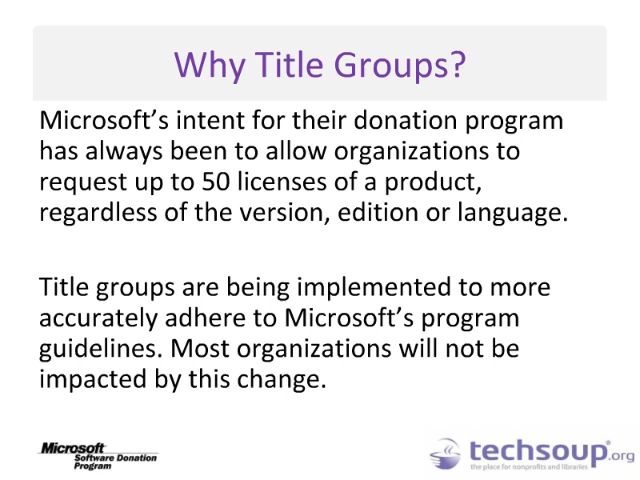 Why Title Groups?
Microsoft’s intent for their donation program
has always been to allow organizations to
request up to 50 licenses of a product,
regardless of the version, edition or language.
Title groups are being implemented to more
accurately adhere to Microsoft’s program
guidelines. Most organizations will not be
impacted by this change.
Microsoft
Software Donation
Program
techsoup.org
the place for nonprofits and libraries